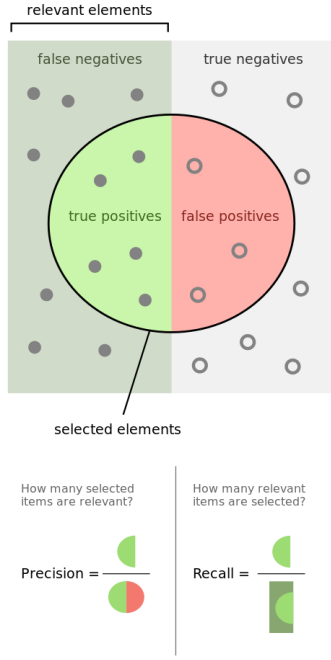 relevant elements
false negatives
true negatives
true positives
false positives
selected elements
How many selected
items are relevant?
How many relevant
items are selected?
Precision =
Recall =